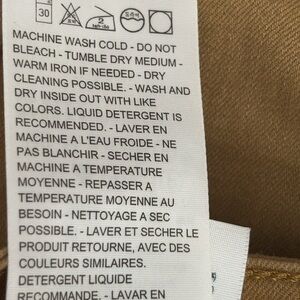 30
2
MACHINE WASH COLD - DO NOT
BLEACH - TUMBLE DRY MEDIUM -
WARM IRON IF NEEDED - DRY
CLEANING POSSIBLE. - WASH AND
DRY INSIDE OUT WITH LIKE
COLORS. LIQUID DETERGENT IS
RECOMMENDED. - LAVER EN
MACHINE A L'EAU FROIDE - NE
PAS BLANCHIR - SECHER EN
MACHINE A TEMPERATURE
MOYENNE - REPASSER A
TEMPERATURE MOYENNE AU
BESOIN - NETTOYAGE A SEC
POSSIBLE. - LAVER ET SECHER LE
PRODUIT RETOURNE, AVEC DES
COULEURS SIMILAIRES.
DETERGENT LIQUIDE
RECOMMANDE. - LAVAR EN